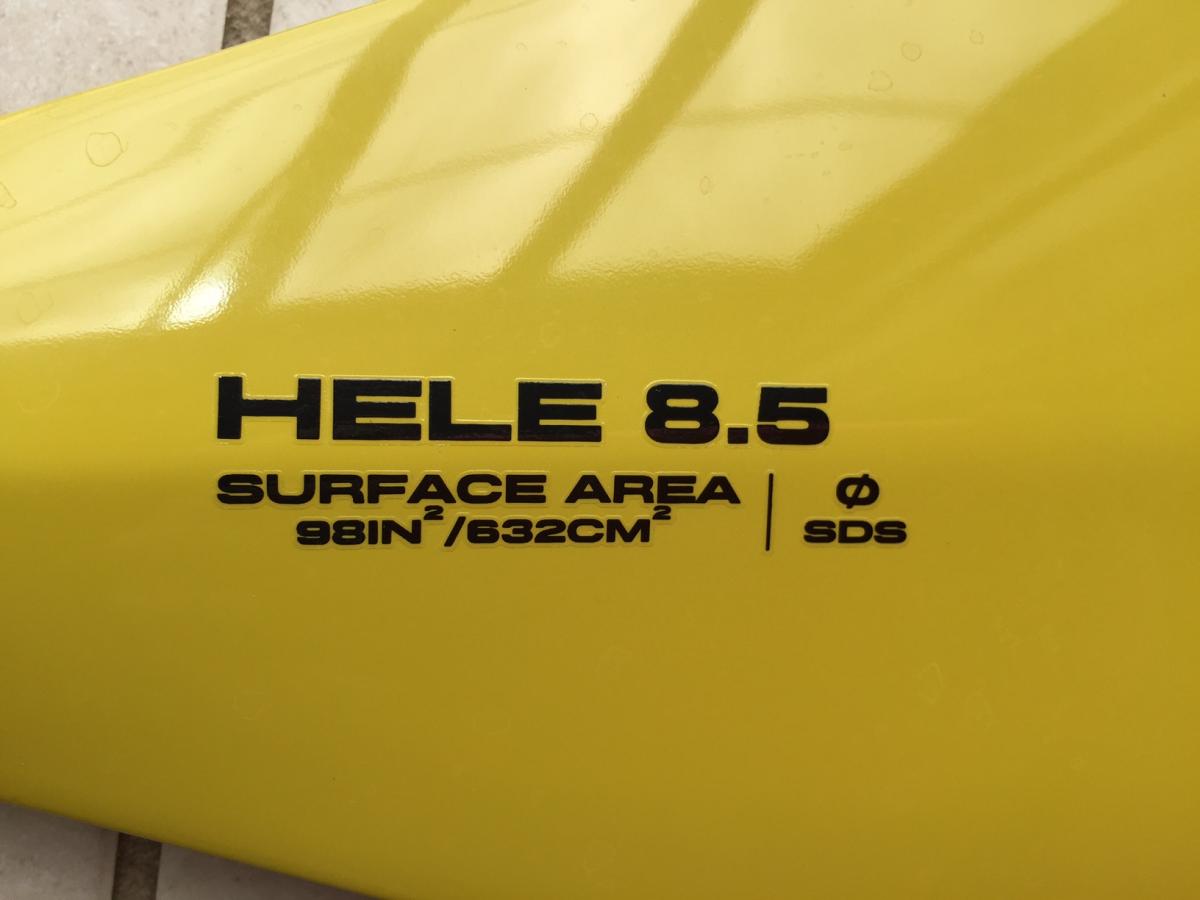 HELE 8.5
SURFACE AREA
98IN²/632CM²
Ø
SDS